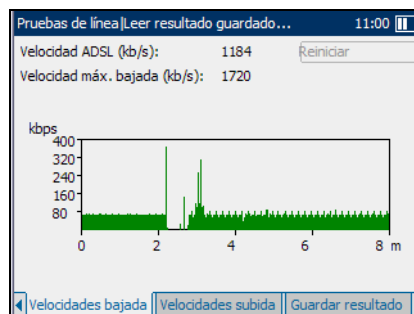 Pruebas de línea|Leer resultado guardado... 11:00
Velocidad ADSL (kb/s): 1184 Reiniciar
Velocidad máx. bajada (kb/s): 1720
kbps
400
320
240
160
80
0 2 4 6 8 m
Velocidades bajada Velocidades subida Guardar resultado